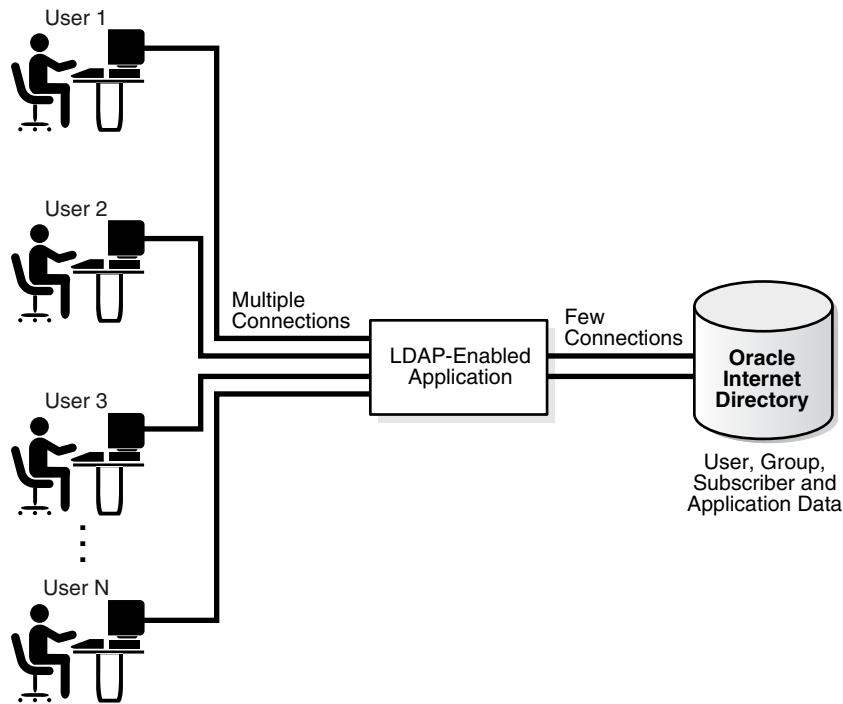 User 1
User 2
Multiple
Connections
LDAP-Enabled
Application
Few
Connections
Oracle
Internet
Directory
User, Group,
Subscriber and
Application Data
User 3
User N